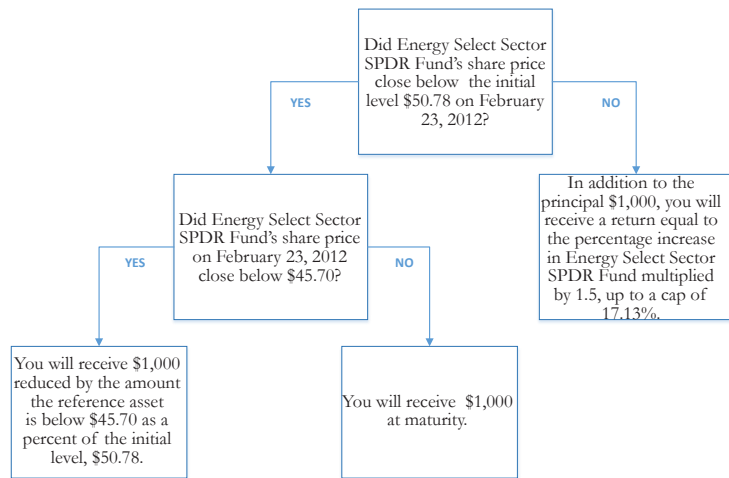 Did Energy Select Sector
SPDR Fund's share price
close below the initial
level $50.78 on February
23, 2012?
YES
NO
Did Energy Select Sector
SPDR Fund's share price
on February 23, 2012
close below $45.70?
In addition to the
principal $1,000, you will
receive a return equal to
the percentage increase
in Energy Select Sector
SPDR Fund multiplied
by 1.5, up to a cap of
17.13%.
YES
NO
You will receive $1,000
reduced by the amount
the reference asset
is below $45.70 as a
percent of the initial
level, $50.78.
You will receive $1,000
at maturity.